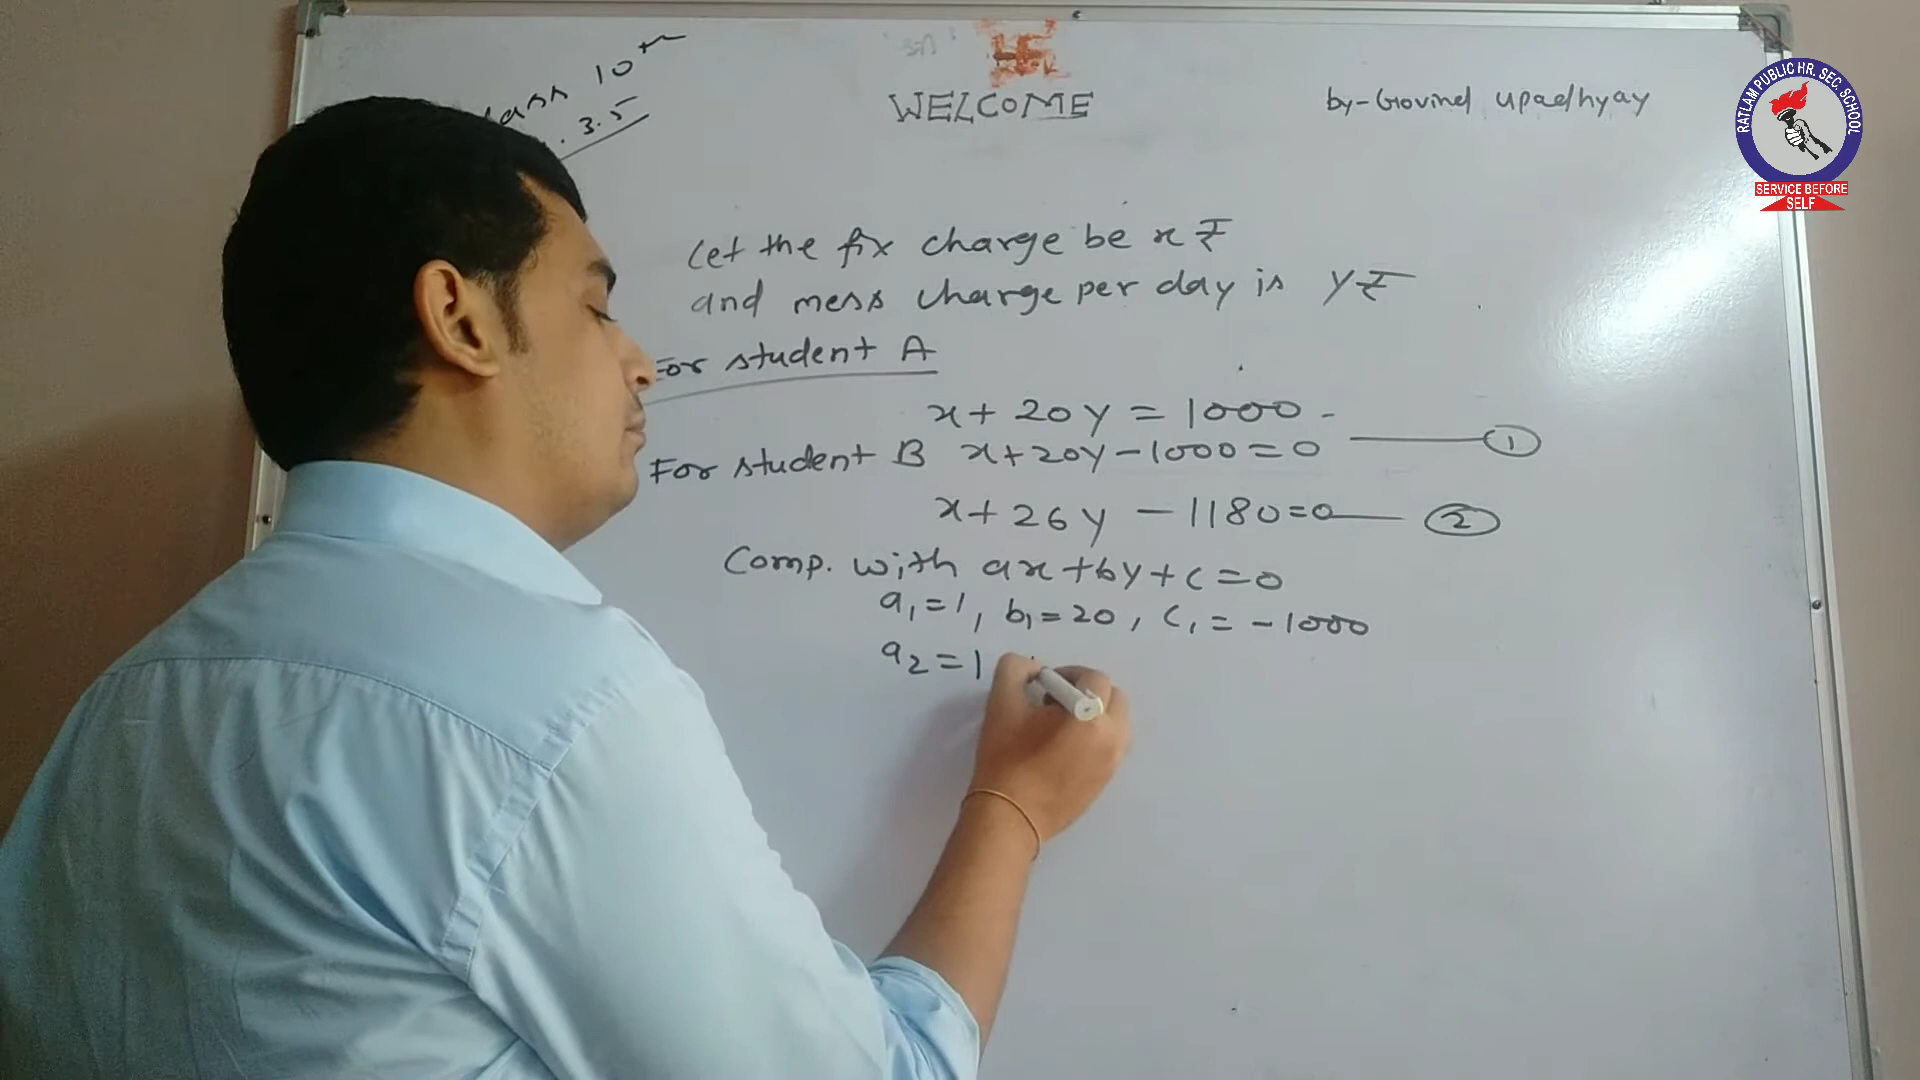 class 10th
. 3.5
WELCOME
by-Govind Upadhyay
RATLAM PUBLIC HR. SEC. SCHOOL
SERVICE BEFORE
SELF
Let the fix charge be x ₹
and mess charge per day is y ₹
For student A
x + 20y = 1000
For student B x + 20y - 1000 = 0 ①
x + 26y - 1180 = 0 ②
Comp. with ax + by + c = 0
a₁ = 1, b₁ = 20, c₁ = -1000
a₂ = 1